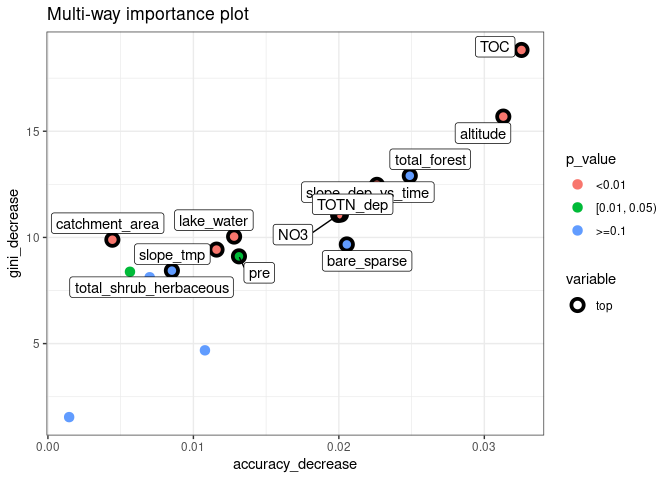 Multi-way importance plot
TOC
altitude
total_forest
slope_dep_vs_time
TOTN_dep
catchment_area
lake_water
NO3
slope_tmp
bare_sparse
pre
total_shrub_herbaceous
15
10
5
gini_decrease
0.00
0.01
0.02
0.03
accuracy_decrease
p_value
<0.01
[0.01, 0.05)
>=0.1
variable
top